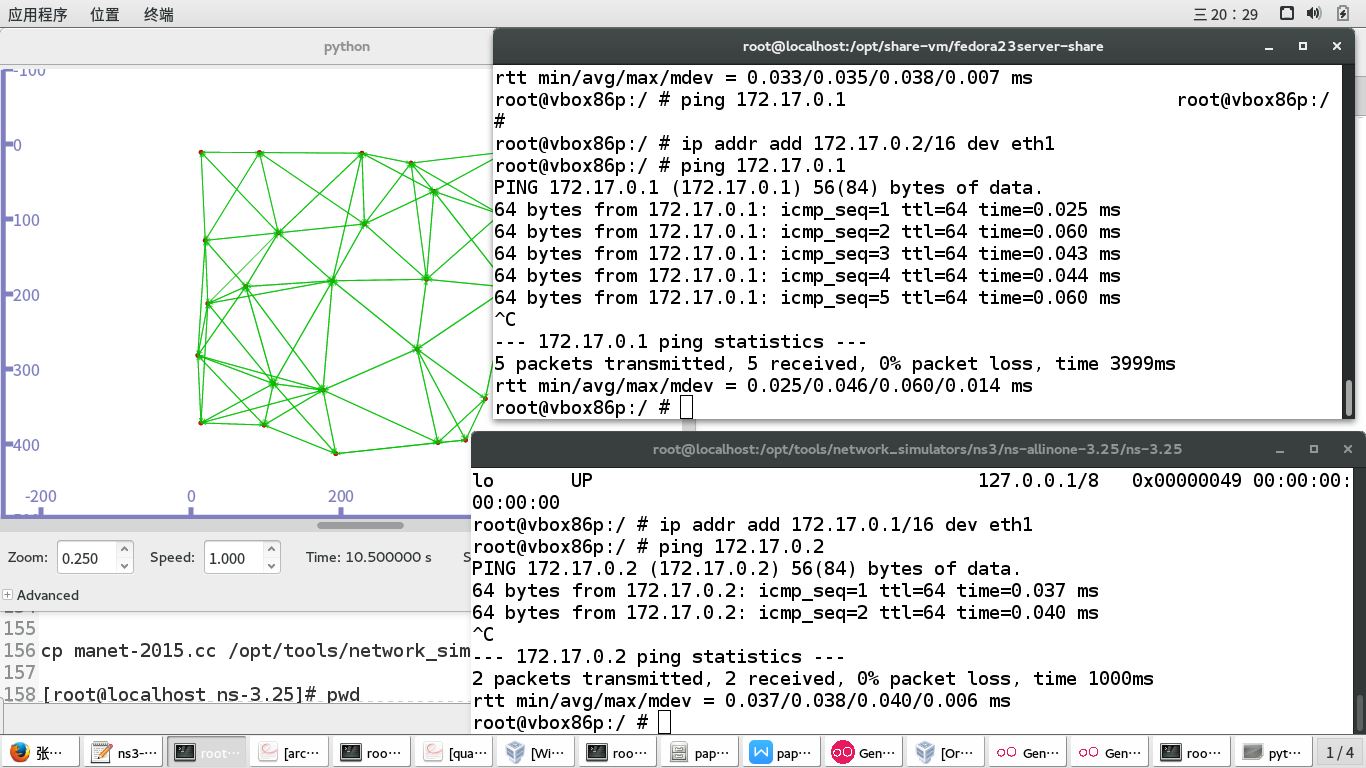 应用程序 位置 终端 三 20：29
python
-100
0
100
200
300
400
-200 0 200
Zoom: 0.250 Speed: 1.000 Time: 10.500000 s S
Advanced
155
156 cp manet-2015.cc /opt/tools/network_sim
157
158 [root@localhost ns-3.25]# pwd
root@localhost:/opt/share-vm/fedora23server-share
rtt min/avg/max/mdev = 0.033/0.035/0.038/0.007 ms
root@vbox86p:/ # ping 172.17.0.1 root@vbox86p:/
#
root@vbox86p:/ # ip addr add 172.17.0.2/16 dev eth1
root@vbox86p:/ # ping 172.17.0.1
PING 172.17.0.1 (172.17.0.1) 56(84) bytes of data.
64 bytes from 172.17.0.1: icmp_seq=1 ttl=64 time=0.025 ms
64 bytes from 172.17.0.1: icmp_seq=2 ttl=64 time=0.060 ms
64 bytes from 172.17.0.1: icmp_seq=3 ttl=64 time=0.043 ms
64 bytes from 172.17.0.1: icmp_seq=4 ttl=64 time=0.044 ms
64 bytes from 172.17.0.1: icmp_seq=5 ttl=64 time=0.060 ms
^C
--- 172.17.0.1 ping statistics ---
5 packets transmitted, 5 received, 0% packet loss, time 3999ms
rtt min/avg/max/mdev = 0.025/0.046/0.060/0.014 ms
root@vbox86p:/ #
root@localhost:/opt/tools/network_simulators/ns3/ns-allinone-3.25/ns-3.25
lo UP 127.0.0.1/8 0x00000049 00:00:00:
00:00:00
root@vbox86p:/ # ip addr add 172.17.0.1/16 dev eth1
root@vbox86p:/ # ping 172.17.0.2
PING 172.17.0.2 (172.17.0.2) 56(84) bytes of data.
64 bytes from 172.17.0.2: icmp_seq=1 ttl=64 time=0.037 ms
64 bytes from 172.17.0.2: icmp_seq=2 ttl=64 time=0.040 ms
^C
--- 172.17.0.2 ping statistics ---
2 packets transmitted, 2 received, 0% packet loss, time 1000ms
rtt min/avg/max/mdev = 0.037/0.038/0.040/0.006 ms
root@vbox86p:/ #
张··· ns3-··· root··· [arc··· roo··· [qua··· [Wi··· roo··· pap··· pap··· Gen··· [Or··· Gen··· Gen··· roo··· pyt··· 1 / 4